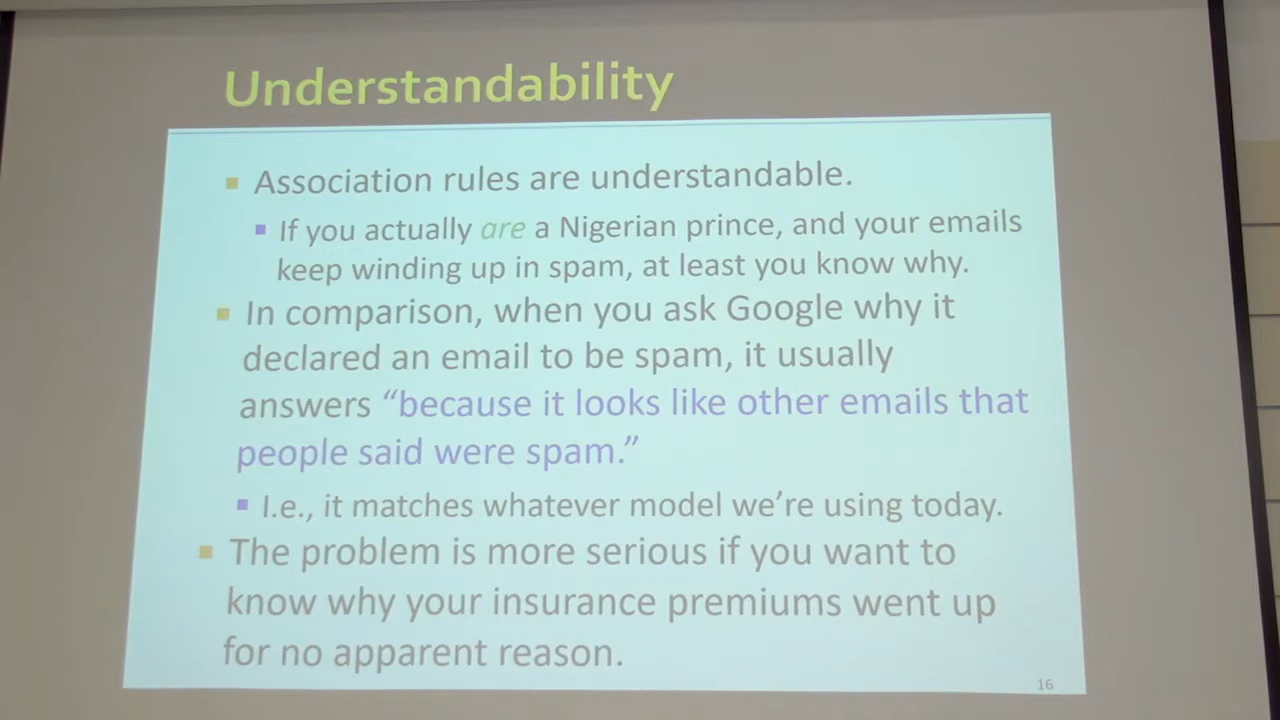 Understandability
Association rules are understandable.
If you actually are a Nigerian prince, and your emails
keep winding up in spam, at least you know why.
In comparison, when you ask Google why it
declared an email to be spam, it usually
answers “because it looks like other emails that
people said were spam.”
I.e., it matches whatever model we’re using today.
The problem is more serious if you want to
know why your insurance premiums went up
for no apparent reason.
16